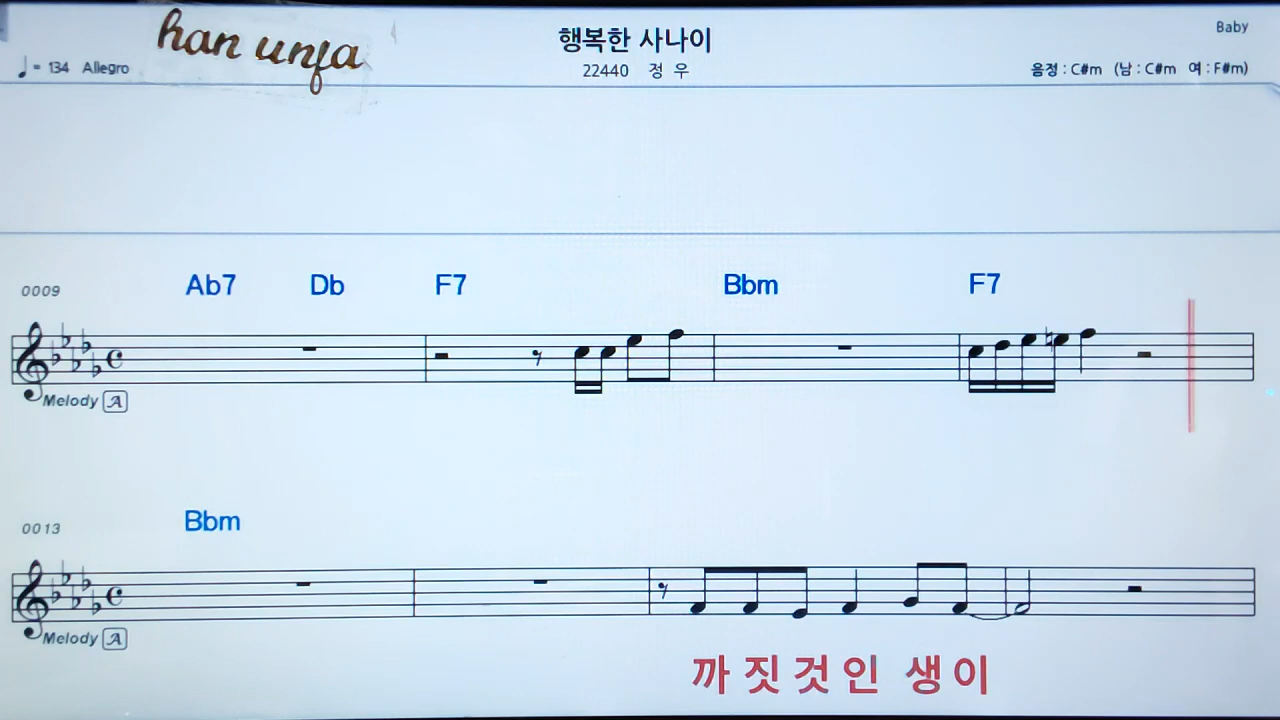 han unfa
행복한 사나이
Baby
♩= 134 Allegro
22440 정 우
음정 : C#m (남 : C#m 여 : F#m)
0009
Ab7 Db F7 Bbm F7
Melody A
0013
Bbm
Melody A
까 짓 것 인 생 이